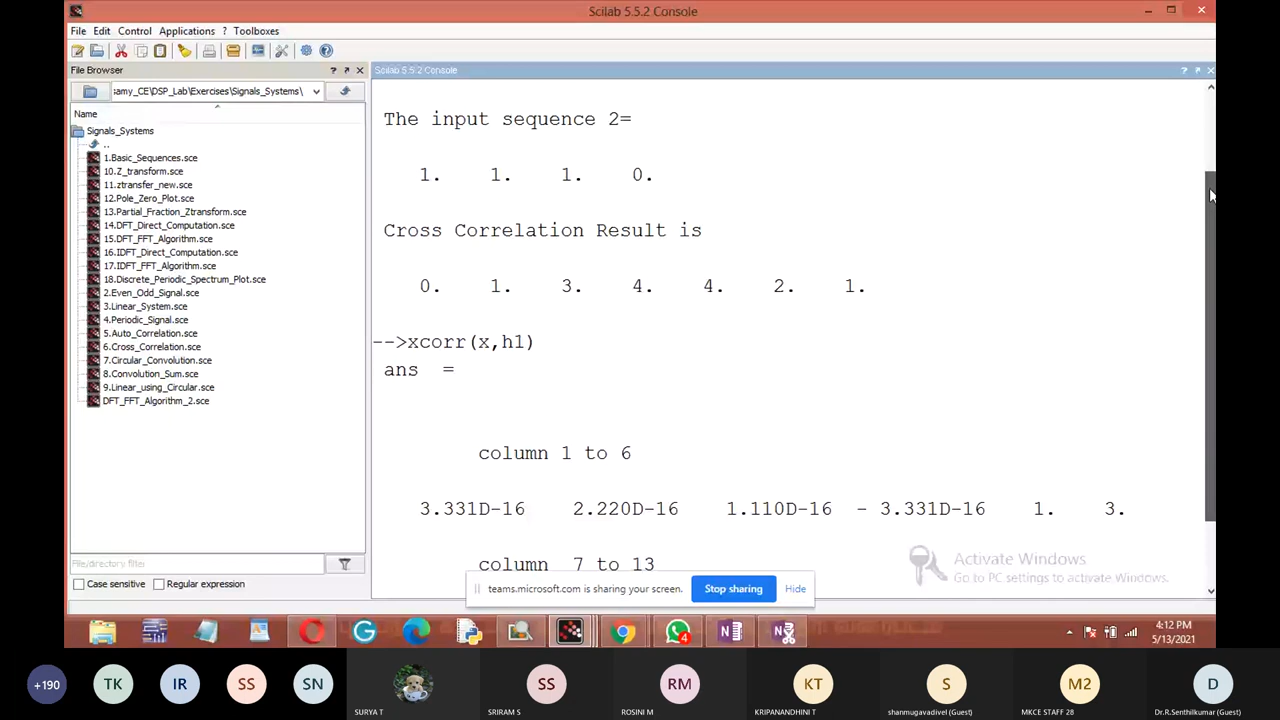 Scilab 5.5.2 Console
File Edit Control Applications ? Toolboxes
File Browser ? Scilab 5.5.2 Console ?
:amy_CE\DSP_Lab\Exercises\Signals_Systems\
Name
Signals_Systems
..
1.Basic_Sequences.sce
10.Z_transform.sce
11.ztransfer_new.sce
12.Pole_Zero_Plot.sce
13.Partial_Fraction_Ztransform.sce
14.DFT_Direct_Computation.sce
15.DFT_FFT_Algorithm.sce
16.IDFT_Direct_Computation.sce
17.IDFT_FFT_Algorithm.sce
18.Discrete_Periodic_Spectrum_Plot.sce
2.Even_Odd_Signal.sce
3.Linear_System.sce
4.Periodic_Signal.sce
5.Auto_Correlation.sce
6.Cross_Correlation.sce
7.Circular_Convolution.sce
8.Convolution_Sum.sce
9.Linear_using_Circular.sce
DFT_FFT_Algorithm_2.sce
File/directory filter
Case sensitive Regular expression
The input sequence 2=
1. 1. 1. 0.
Cross Correlation Result is
0. 1. 3. 4. 4. 2. 1.
-->xcorr(x,h1)
ans =
column 1 to 6
3.331D-16 2.220D-16 1.110D-16 - 3.331D-16 1. 3.
column 7 to 13
Activate Windows
Go to PC settings to activate Windows.
teams.microsoft.com is sharing your screen. Stop sharing Hide
4
4:12 PM
5/13/2021
+190 TK IR SS SN SS RM KT S M2 D
SURYA T SRIRAM S ROSINI M KRIPANANDHINI T shanmugavadivel (Guest) MKCE STAFF 28 Dr.R.Senthilkumar (Guest)